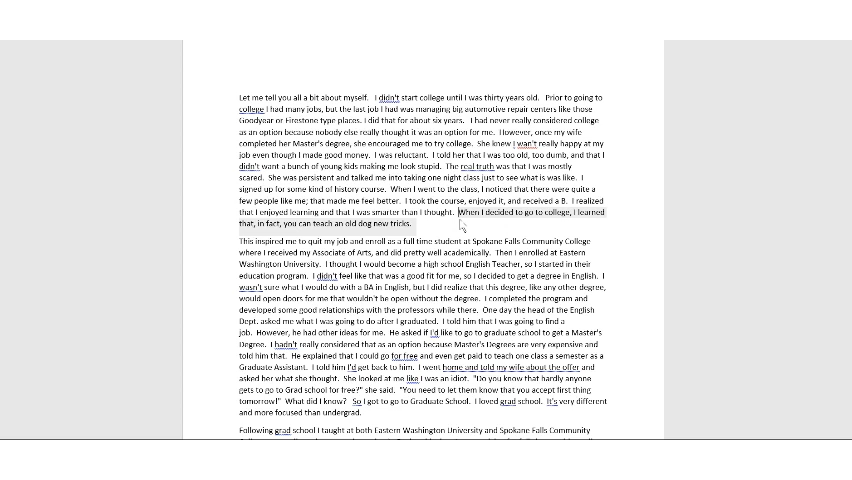 Let me tell you all a bit about myself.   I didn't start college until I was thirty years old.   Prior to going to
college I had many jobs, but the last job I had was managing big automotive repair centers like those
Goodyear or Firestone type places. I did that for about six years.   I had never really considered college
as an option because nobody else really thought it was an option for me.  However, once my wife
completed her Master's degree, she encouraged me to try college.   She knew I wan't really happy at my
job even though I made good money.  I was reluctant.  I told her that I was too old, too dumb, and that I
didn't want a bunch of young kids making me look stupid.  The real truth was that I was mostly
scared.  She was persistent and talked me into taking one night class just to see what is was like.  I
signed up for some kind of history course.  When I went to the class, I noticed that there were quite a
few people like me; that made me feel better.  I took the course, enjoyed it, and received a B.  I realized
that I enjoyed learning and that I was smarter than I thought.  When I decided to go to college, I learned
that, in fact, you can teach an old dog new tricks.
This inspired me to quit my job and enroll as a full time student at Spokane Falls Community College
where I received my Associate of Arts, and did pretty well academically.  Then I enrolled at Eastern
Washington University.  I thought I would become a high school English Teacher, so I started in their
education program.  I didn't feel like that was a good fit for me, so I decided to get a degree in English.  I
wasn't sure what I would do with a BA in English, but I did realize that this degree, like any other degree,
would open doors for me that wouldn't be open without the degree.  I completed the program and
developed some good relationships with the professors while there.  One day the head of the English
Dept. asked me what I was going to do after I graduated.  I told him that I was going to find a
job.  However, he had other ideas for me.  He asked if I'd like to go to graduate school to get a Master's
Degree.  I hadn't really considered that as an option because Master's Degrees are very expensive and
told him that.  He explained that I could go for free and even get paid to teach one class a semester as a
Graduate Assistant.  I told him I'd get back to him.  I went home and told my wife about the offer and
asked her what she thought.  She looked at me like I was an idiot.  "Do you know that hardly anyone
gets to go to Grad school for free?" she said.  "You need to let them know that you accept first thing
tomorrow!"  What did I know?   So I got to go to Graduate School.  I loved grad school.  It's very different
and more focused than undergrad.
Following grad school I taught at both Eastern Washington University and Spokane Falls Community